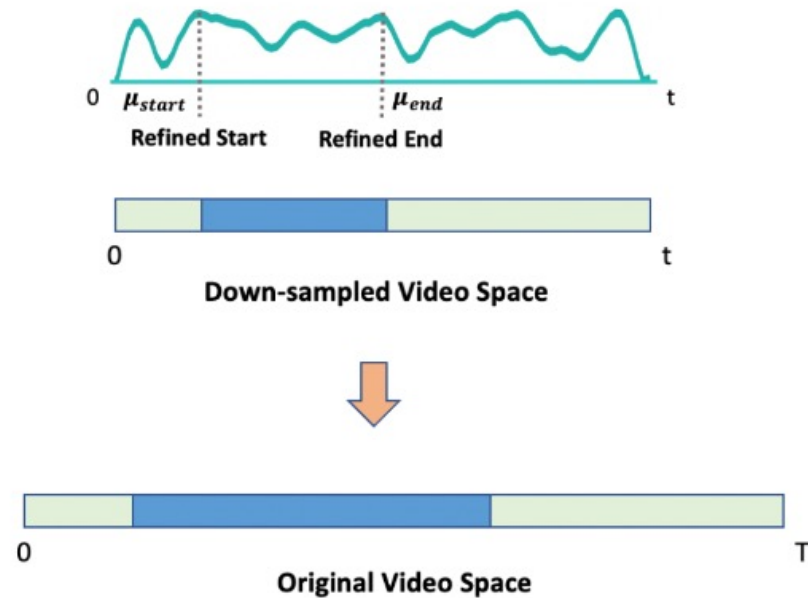 0 μstart μend t
Refined Start Refined End
0 t
Down-sampled Video Space
0 T
Original Video Space